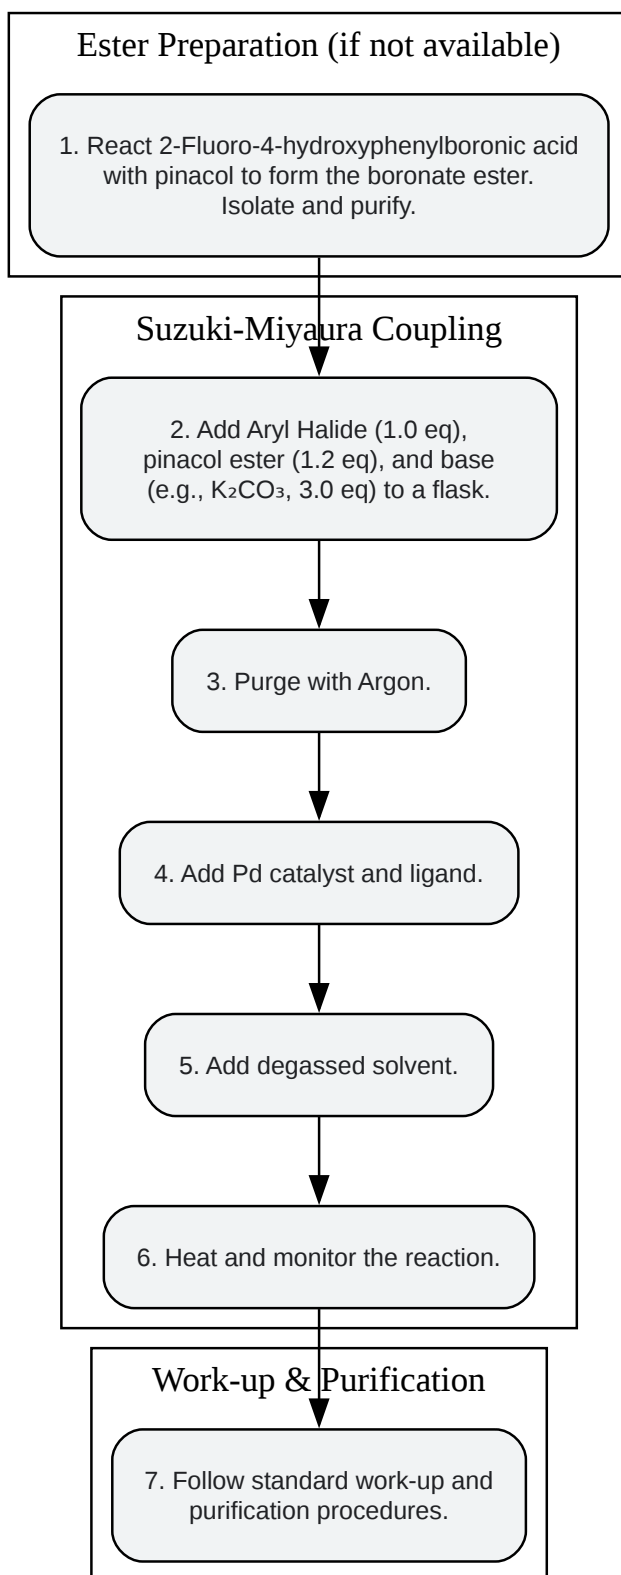 Ester Preparation (if not available)
1. React 2-Fluoro-4-hydroxyphenylboronic acid
with pinacol to form the boronate ester.
Isolate and purify.
Suzuki-Miyaura Coupling
2. Add Aryl Halide (1.0 eq),
pinacol ester (1.2 eq), and base
(e.g., K₂CO₃, 3.0 eq) to a flask.
3. Purge with Argon.
4. Add Pd catalyst and ligand.
5. Add degassed solvent.
6. Heat and monitor the reaction.
Work-up & Purification
7. Follow standard work-up and
purification procedures.